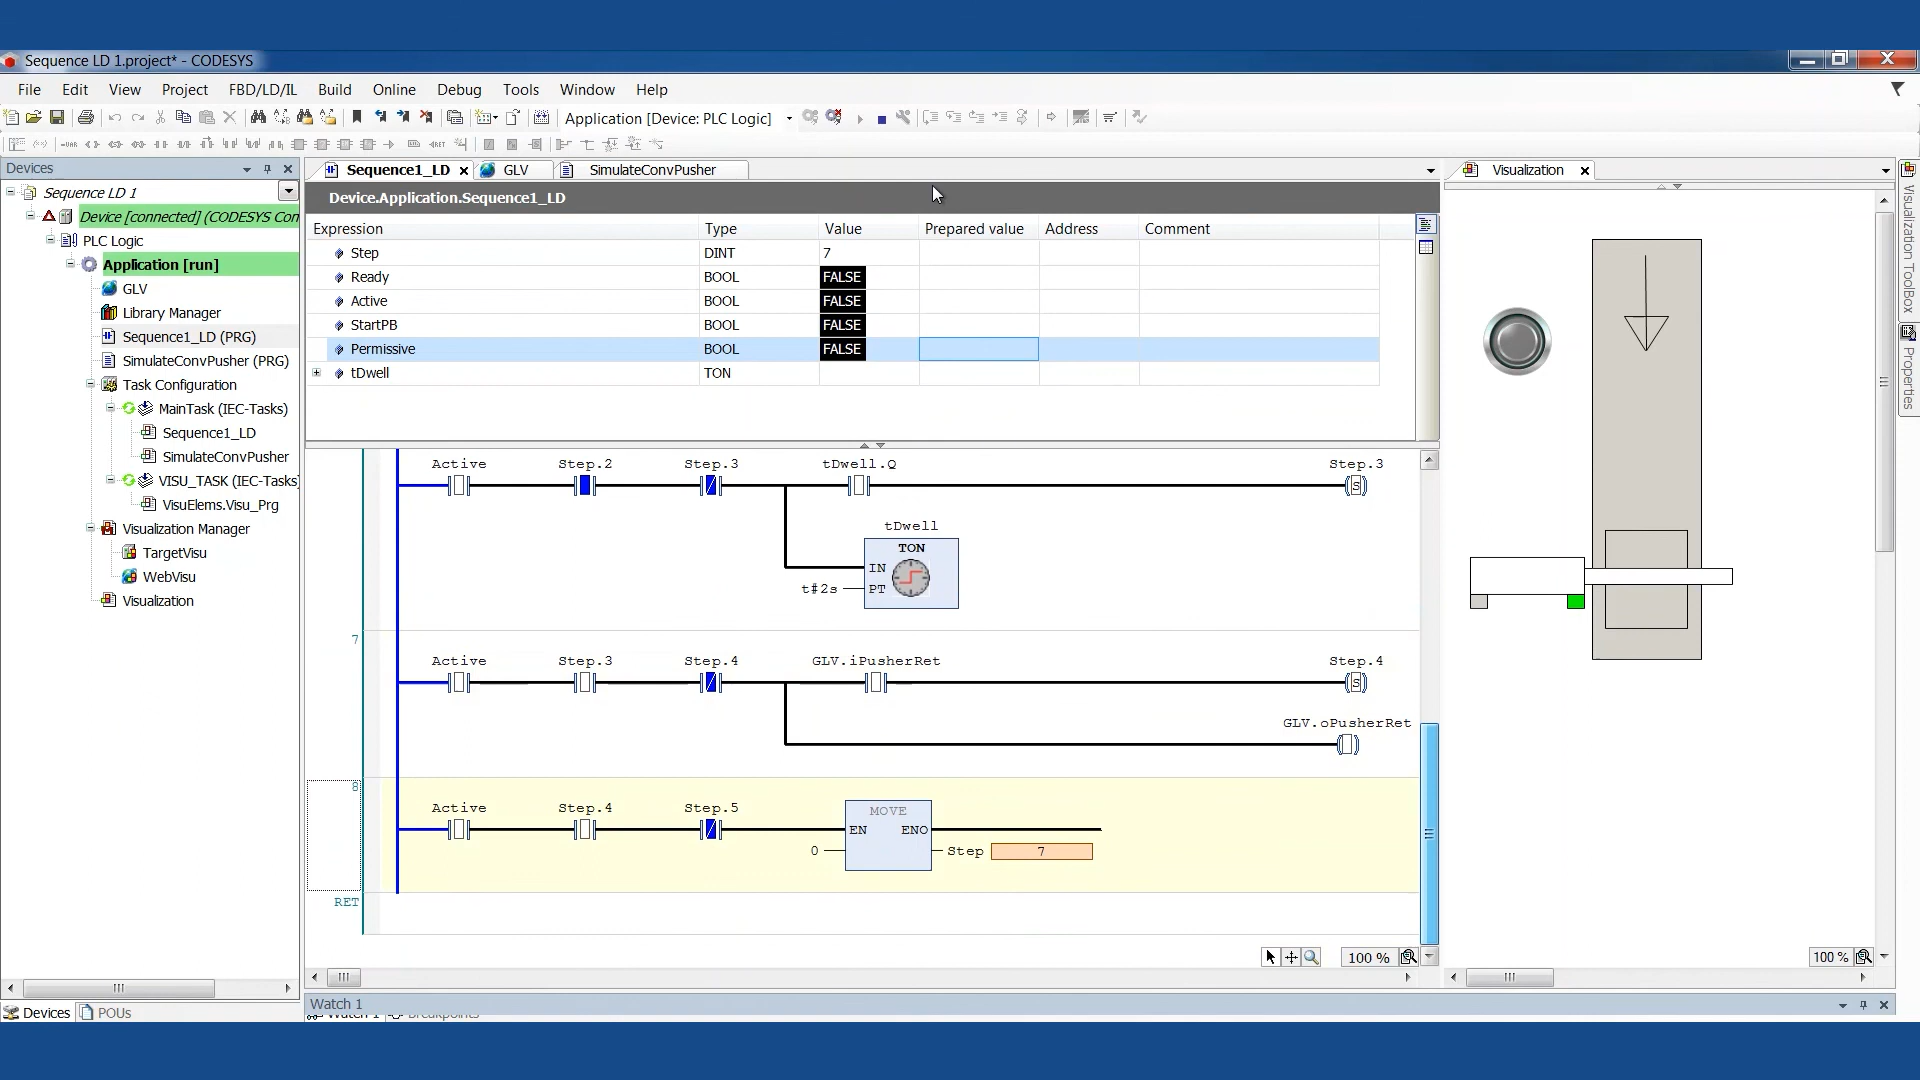 Sequence LD 1.project* - CODESYS
File Edit View Project FBD/LD/IL Build Online Debug Tools Window Help
Application [Device: PLC Logic]
Devices
Sequence LD 1
Device [connected] (CODESYS Con
PLC Logic
Application [run]
GLV
Library Manager
Sequence1_LD (PRG)
SimulateConvPusher (PRG)
Task Configuration
MainTask (IEC-Tasks)
Sequence1_LD
SimulateConvPusher
VISU_TASK (IEC-Tasks)
VisuElems.Visu_Prg
Visualization Manager
TargetVisu
WebVisu
Visualization
Devices POUs
Sequence1_LD GLV SimulateConvPusher
Device.Application.Sequence1_LD
Expression Type Value Prepared value Address Comment
Step DINT 7
Ready BOOL FALSE
Active BOOL FALSE
StartPB BOOL FALSE
Permissive BOOL FALSE
tDwell TON
Active Step.2 Step.3 tDwell.Q Step.3
S
tDwell
TON
IN
t#2s PT
7
Active Step.3 Step.4 GLV.iPusherRet Step.4
S
GLV.oPusherRet
8
Active Step.4 Step.5 MOVE
EN ENO
0 Step 7
RET
100 %
Watch 1
Watch 1 Breakpoints
Visualization
100 %
Visualization ToolBox
Properties